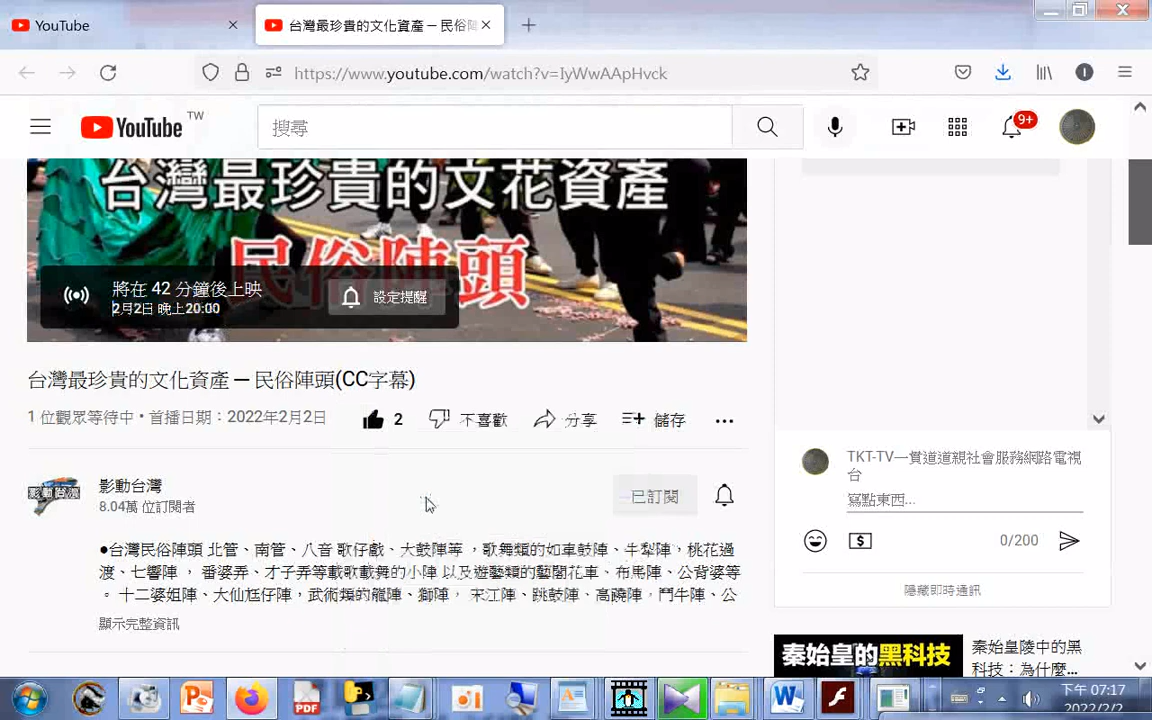 YouTube
台灣最珍貴的文化資產 ─ 民俗陣
https://www.youtube.com/watch?v=IyWwAApHvck
YouTube TW
搜尋
9+
台灣最珍貴的文花資產
民俗陣頭
將在 42 分鐘後上映
2月2日 晚上20:00
設定提醒
台灣最珍貴的文化資產 ─ 民俗陣頭(CC字幕)
1 位觀眾等待中 • 首播日期：2022年2月2日
2
不喜歡
分享
儲存
影動台灣
8.04萬 位訂閱者
已訂閱
●台灣民俗陣頭 北管、南管、八音 歌仔戲、大鼓陣等 ，歌舞類的如車鼓陣、牛犁陣，桃花過
渡、七響陣 ， 番婆弄、才子弄等載歌載舞的小陣 以及遊藝類的藝閣花車、布馬陣、公背婆等
。 十二婆姐陣、大仙尪仔陣，武術類的龍陣、獅陣， 宋江陣、跳鼓陣、高蹺陣，鬥牛陣、公
顯示完整資訊
TKT-TV一貫道道親社會服務網路電視
台
寫點東西...
0/200
隱藏即時通訊
秦始皇的黑科技
秦始皇陵中的黑
科技：為什麼...
PDF
下午 07:17
2022/2/2